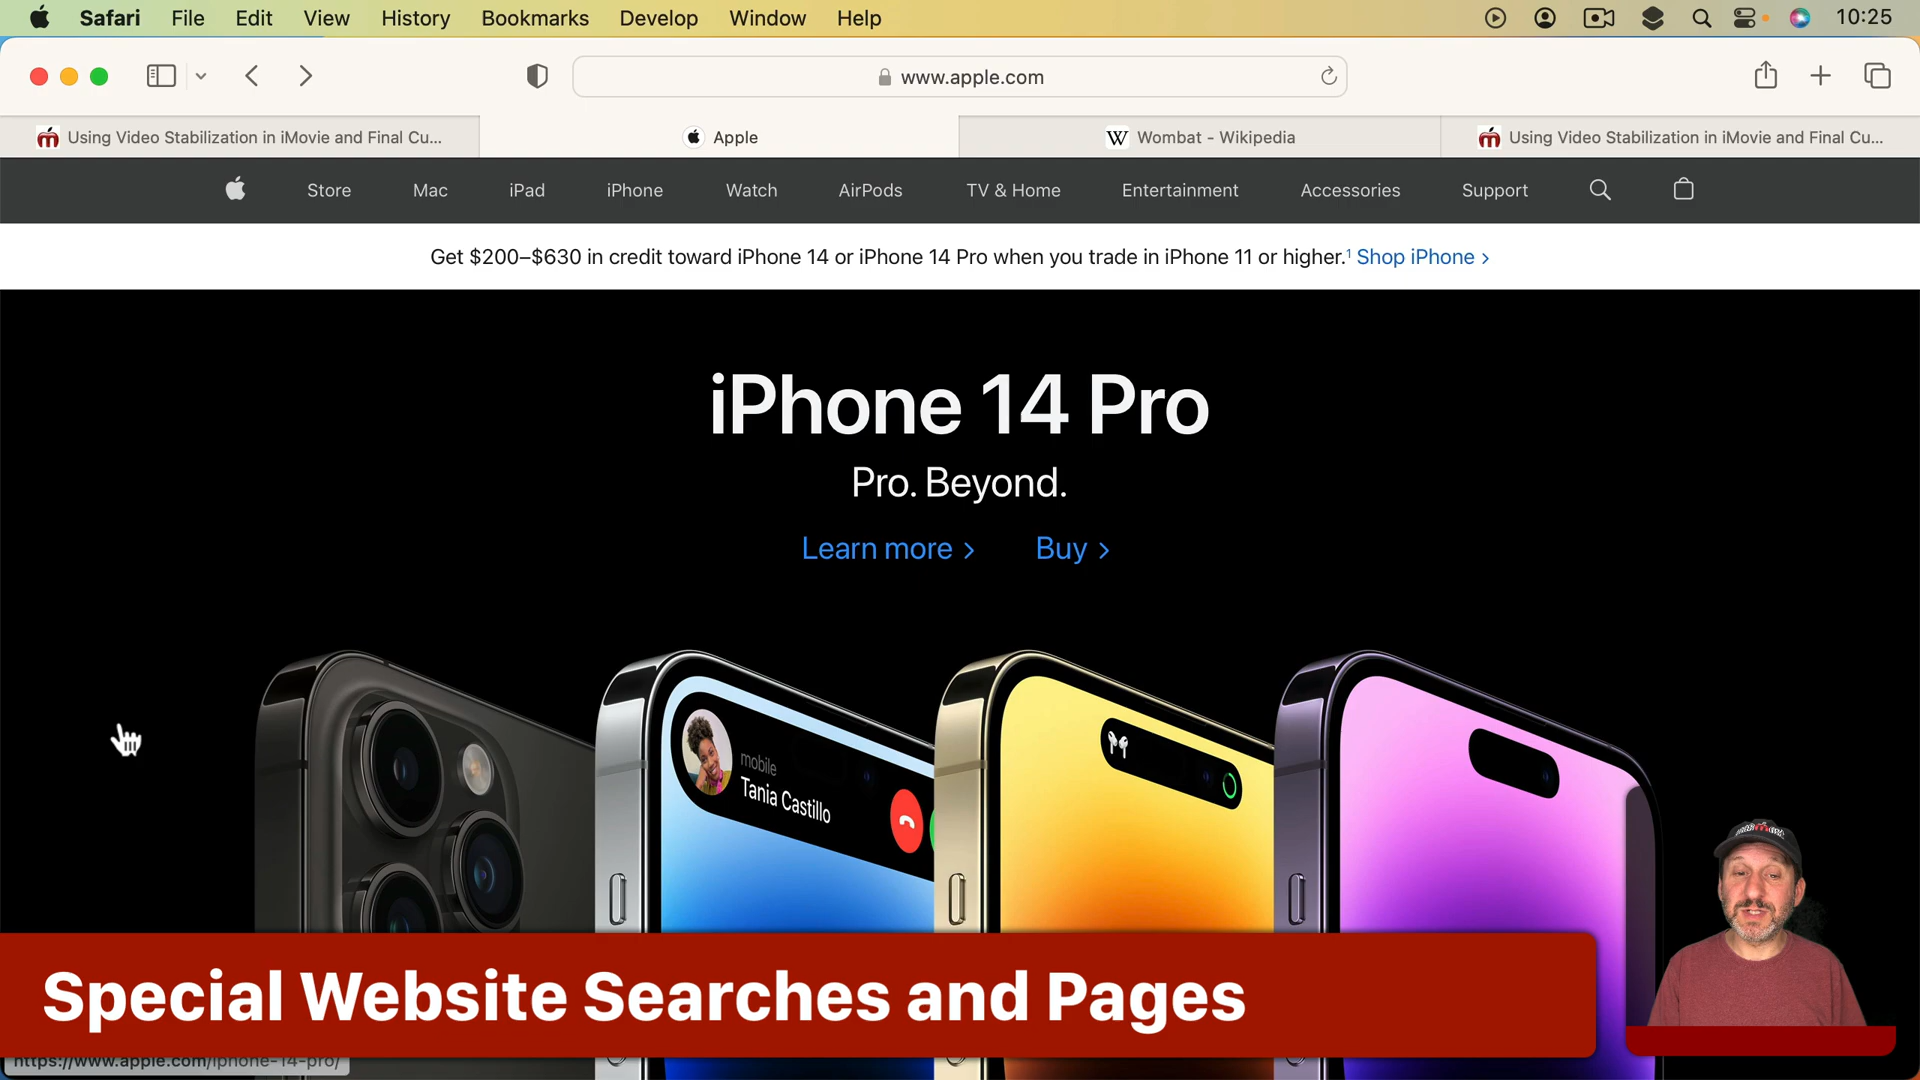 Safari File Edit View History Bookmarks Develop Window Help 10:25
www.apple.com
Using Video Stabilization in iMovie and Final Cu...
Apple
W Wombat - Wikipedia
Using Video Stabilization in iMovie and Final Cu...
Store Mac iPad iPhone Watch AirPods TV & Home Entertainment Accessories Support
Get $200–$630 in credit toward iPhone 14 or iPhone 14 Pro when you trade in iPhone 11 or higher.¹ Shop iPhone >
iPhone 14 Pro
Pro. Beyond.
Learn more > Buy >
mobile
Tania Castillo
Special Website Searches and Pages
https://www.apple.com/iphone-14-pro/